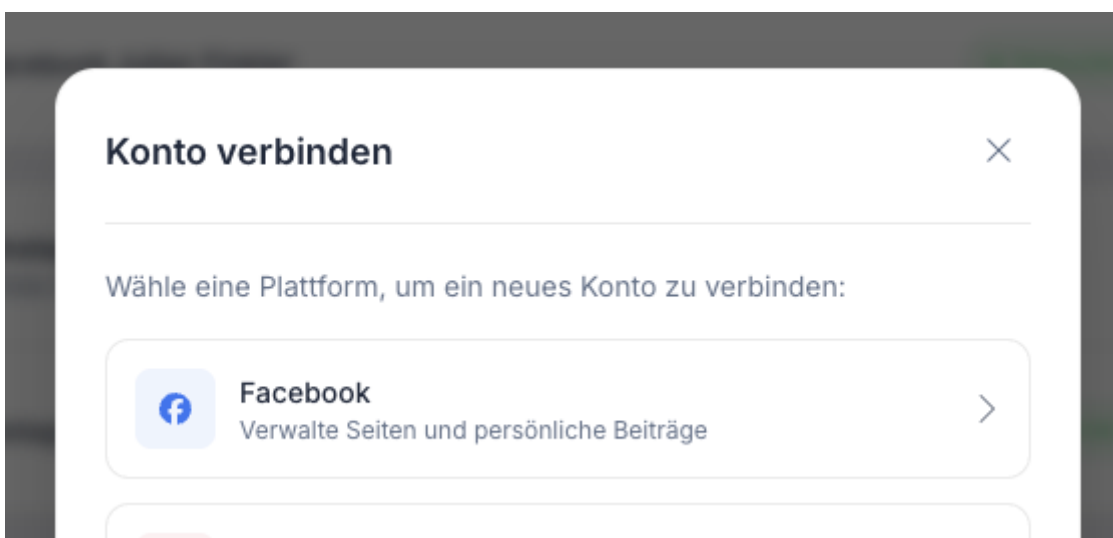 Konto verbinden
Wähle eine Plattform, um ein neues Konto zu verbinden:
Facebook
Verwalte Seiten und persönliche Beiträge